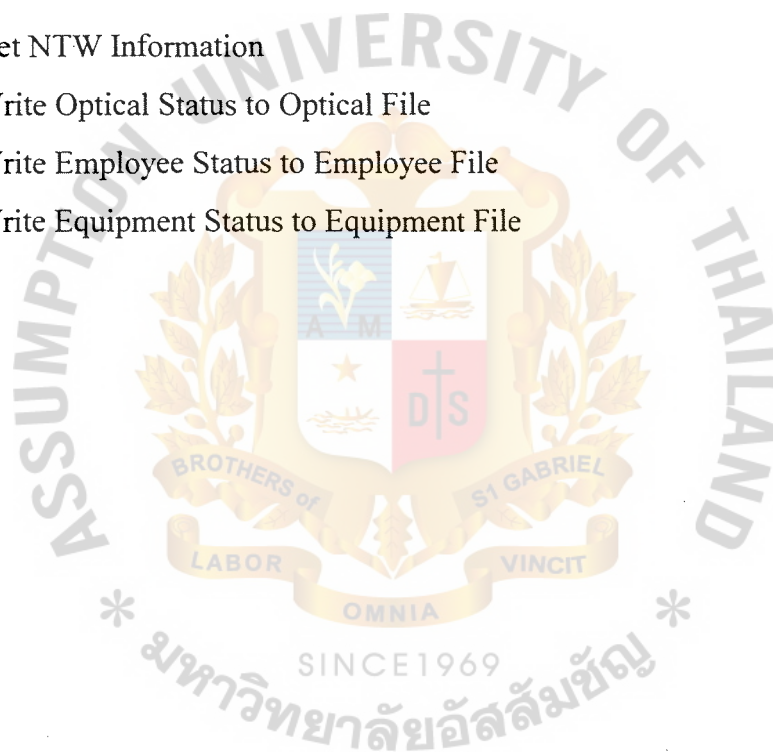 et NTW Information
rite Optical Status to Optical File
rite Employee Status to Employee File
rite Equipment Status to Equipment File
ASSUMPTION UNIVERSITY OF THAILAND
A M
D S
BROTHERS of
S1 GABRIEL
LABOR
VINCIT
OMNIA
SINCE1969
* มหาวิทยาลัยอัสสัมชัญ *